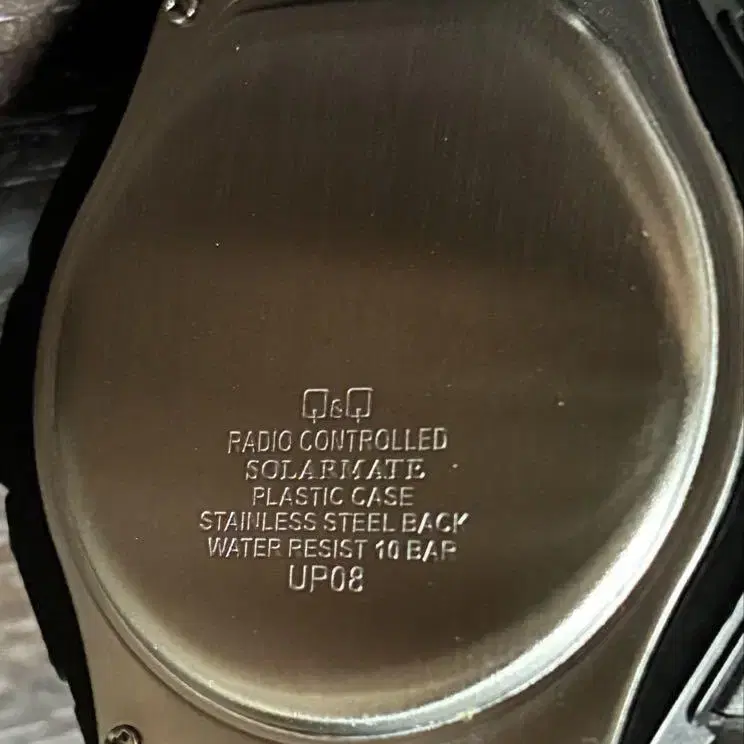 Q&Q
RADIO CONTROLLED
SOLARMATE
PLASTIC CASE
STAINLESS STEEL BACK
WATER RESIST 10 BAR
UP08